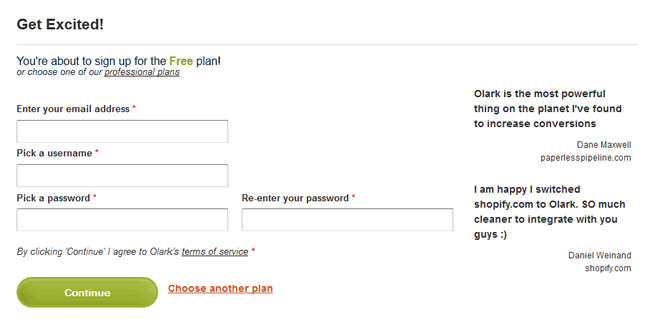 Get Excited!
You're about to sign up for the Free plan!
or choose one of our professional plans
Enter your email address *
Pick a username *
Pick a password *
Re-enter your password *
By clicking 'Continue' I agree to Olark's terms of service *
Continue
Choose another plan
Olark is the most powerful
thing on the planet I've found
to increase conversions
Dane Maxwell
paperlesspipeline.com
I am happy I switched
shopify.com to Olark. SO much
cleaner to integrate with you
guys :)
Daniel Weinand
shopify.com